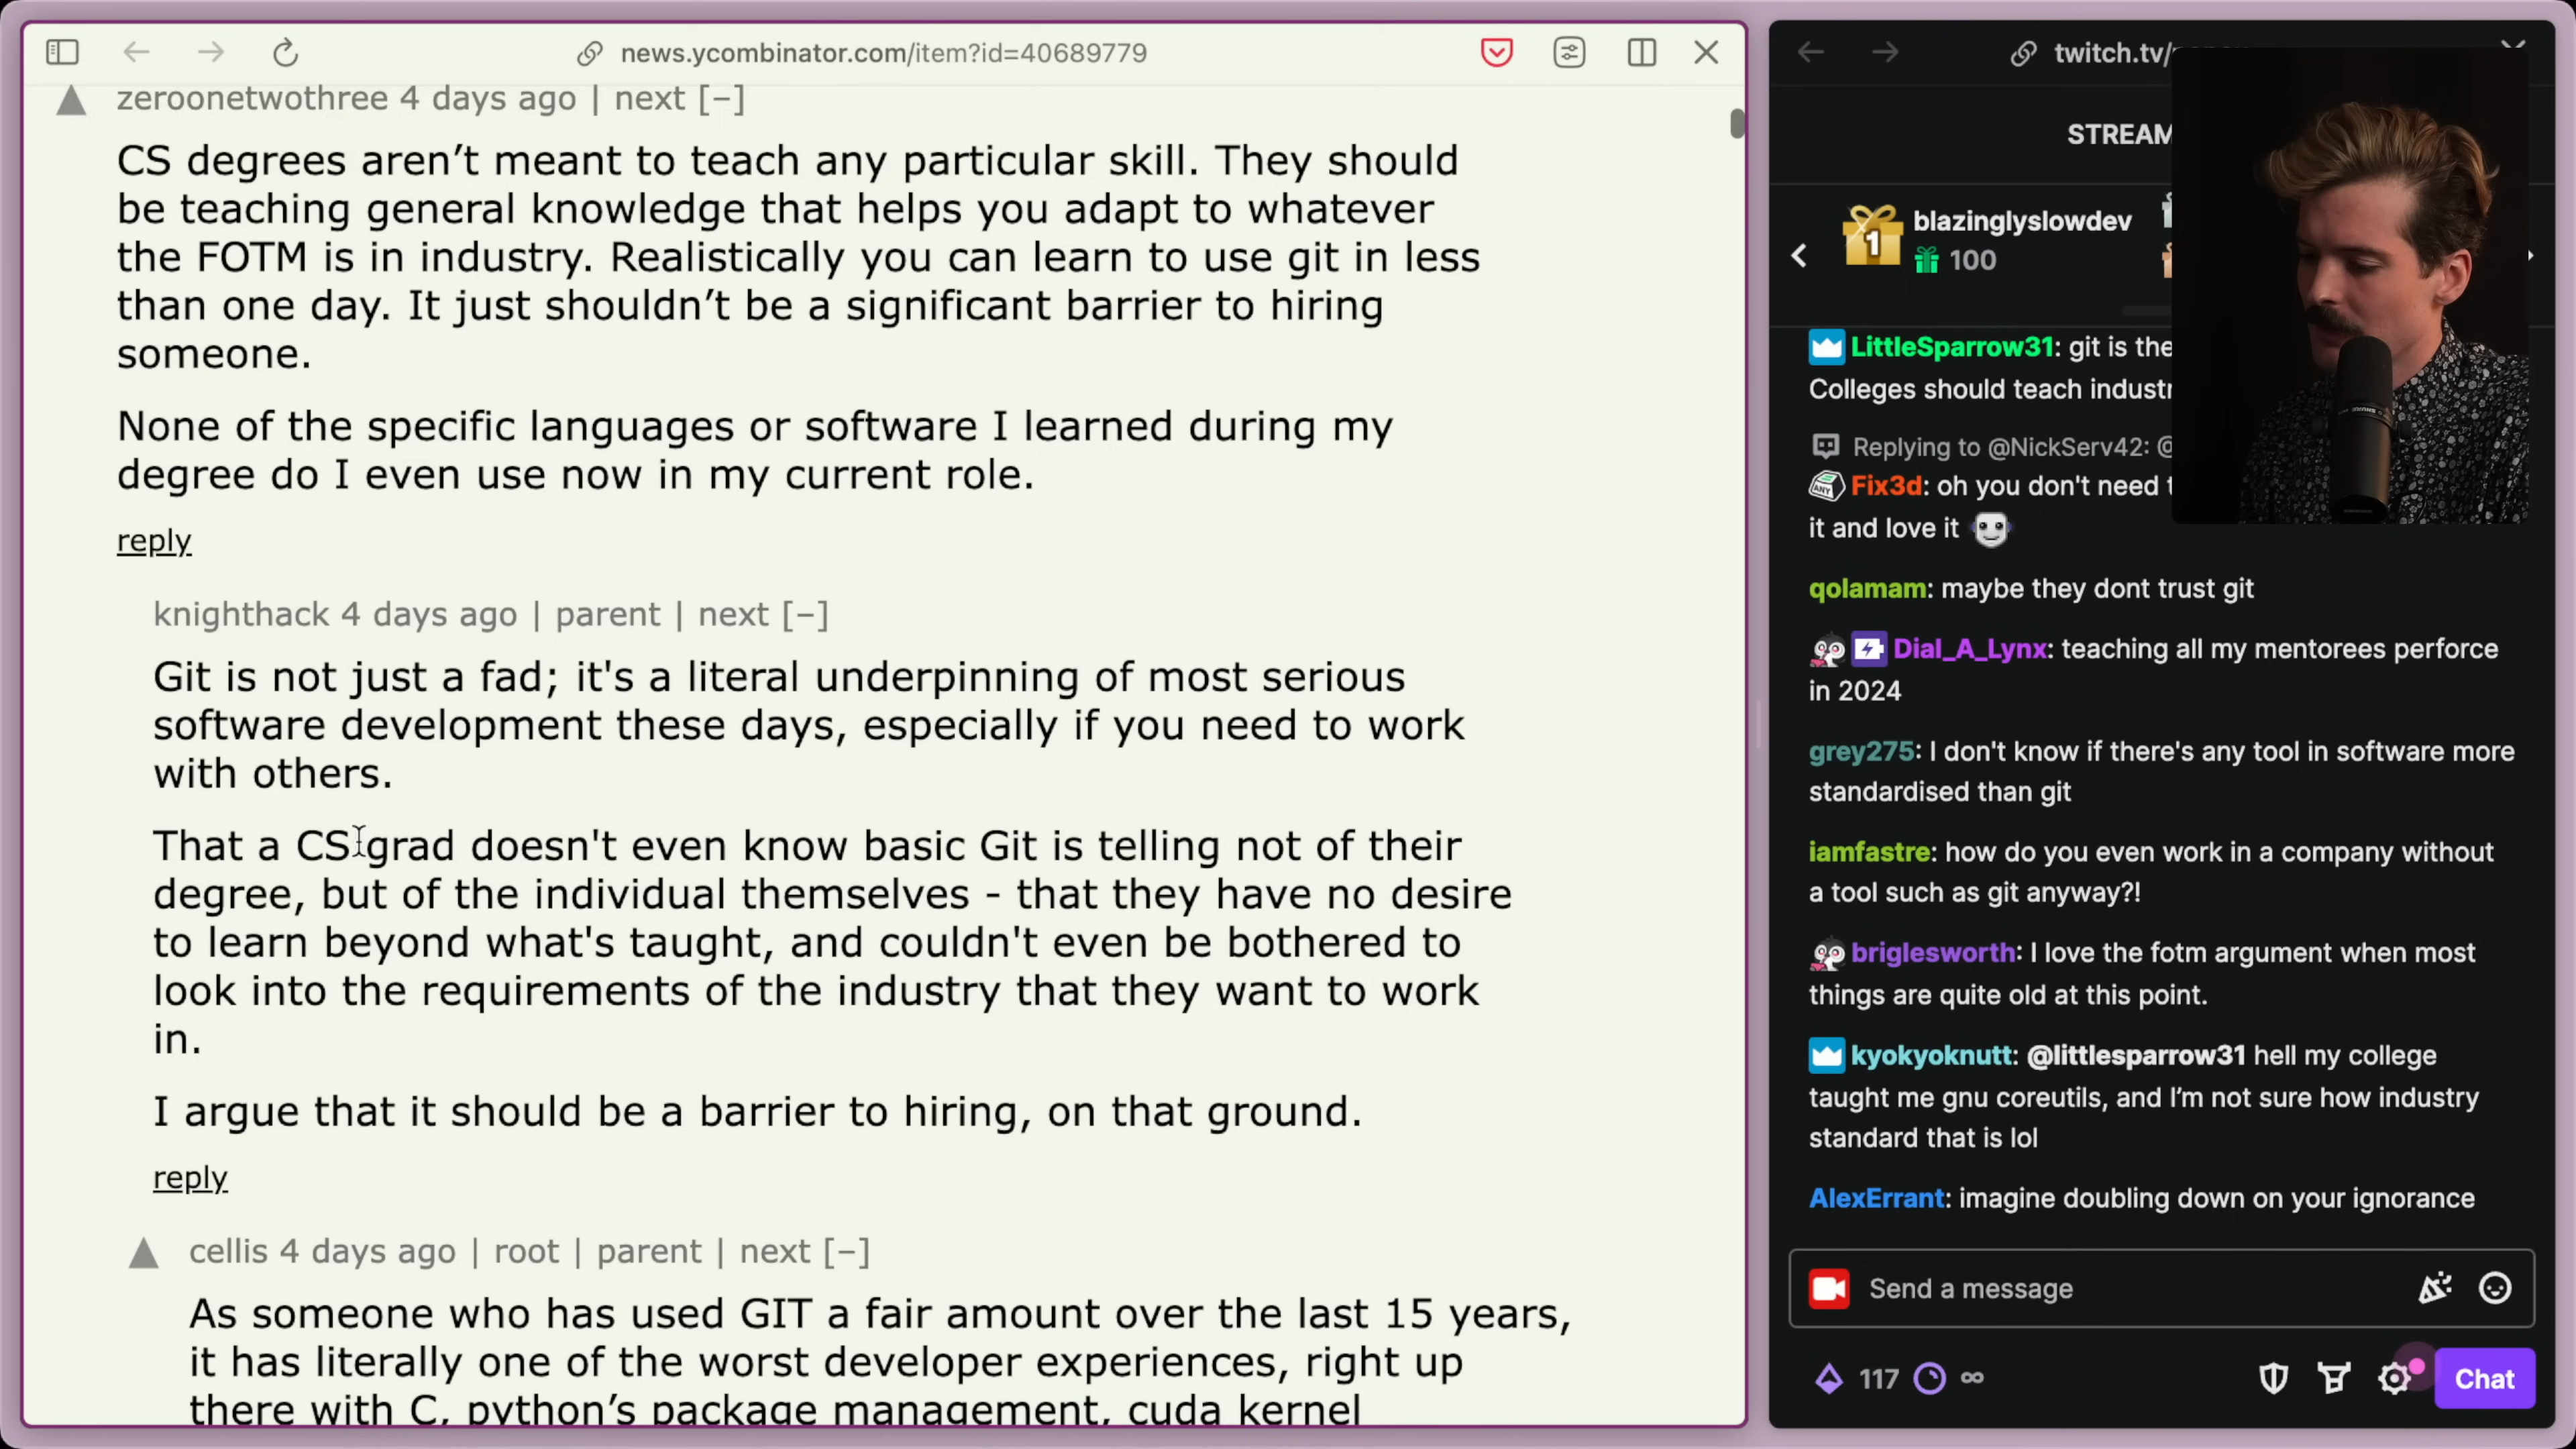 news.ycombinator.com/item?id=40689779
zeroonetwothree 4 days ago | next [–]
CS degrees aren’t meant to teach any particular skill. They should
be teaching general knowledge that helps you adapt to whatever
the FOTM is in industry. Realistically you can learn to use git in less
than one day. It just shouldn’t be a significant barrier to hiring
someone.
None of the specific languages or software I learned during my
degree do I even use now in my current role.
reply
knighthack 4 days ago | parent | next [–]
Git is not just a fad; it's a literal underpinning of most serious
software development these days, especially if you need to work
with others.
That a CS grad doesn't even know basic Git is telling not of their
degree, but of the individual themselves - that they have no desire
to learn beyond what's taught, and couldn't even be bothered to
look into the requirements of the industry that they want to work
in.
I argue that it should be a barrier to hiring, on that ground.
reply
cellis 4 days ago | root | parent | next [–]
As someone who has used GIT a fair amount over the last 15 years,
it has literally one of the worst developer experiences, right up
there with C, python’s package management, cuda kernel
twitch.tv/
STREAM
1
blazinglyslowdev
100
LittleSparrow31: git is the
Colleges should teach industr
Replying to @NickServ42: @
ANY Fix3d: oh you don't need
it and love it
qolamam: maybe they dont trust git
Dial_A_Lynx: teaching all my mentorees perforce
in 2024
grey275: I don't know if there's any tool in software more
standardised than git
iamfastre: how do you even work in a company without
a tool such as git anyway?!
briglesworth: I love the fotm argument when most
things are quite old at this point.
kyokyoknutt: @littlesparrow31 hell my college
taught me gnu coreutils, and I’m not sure how industry
standard that is lol
AlexErrant: imagine doubling down on your ignorance
Send a message
117 ∞
Chat